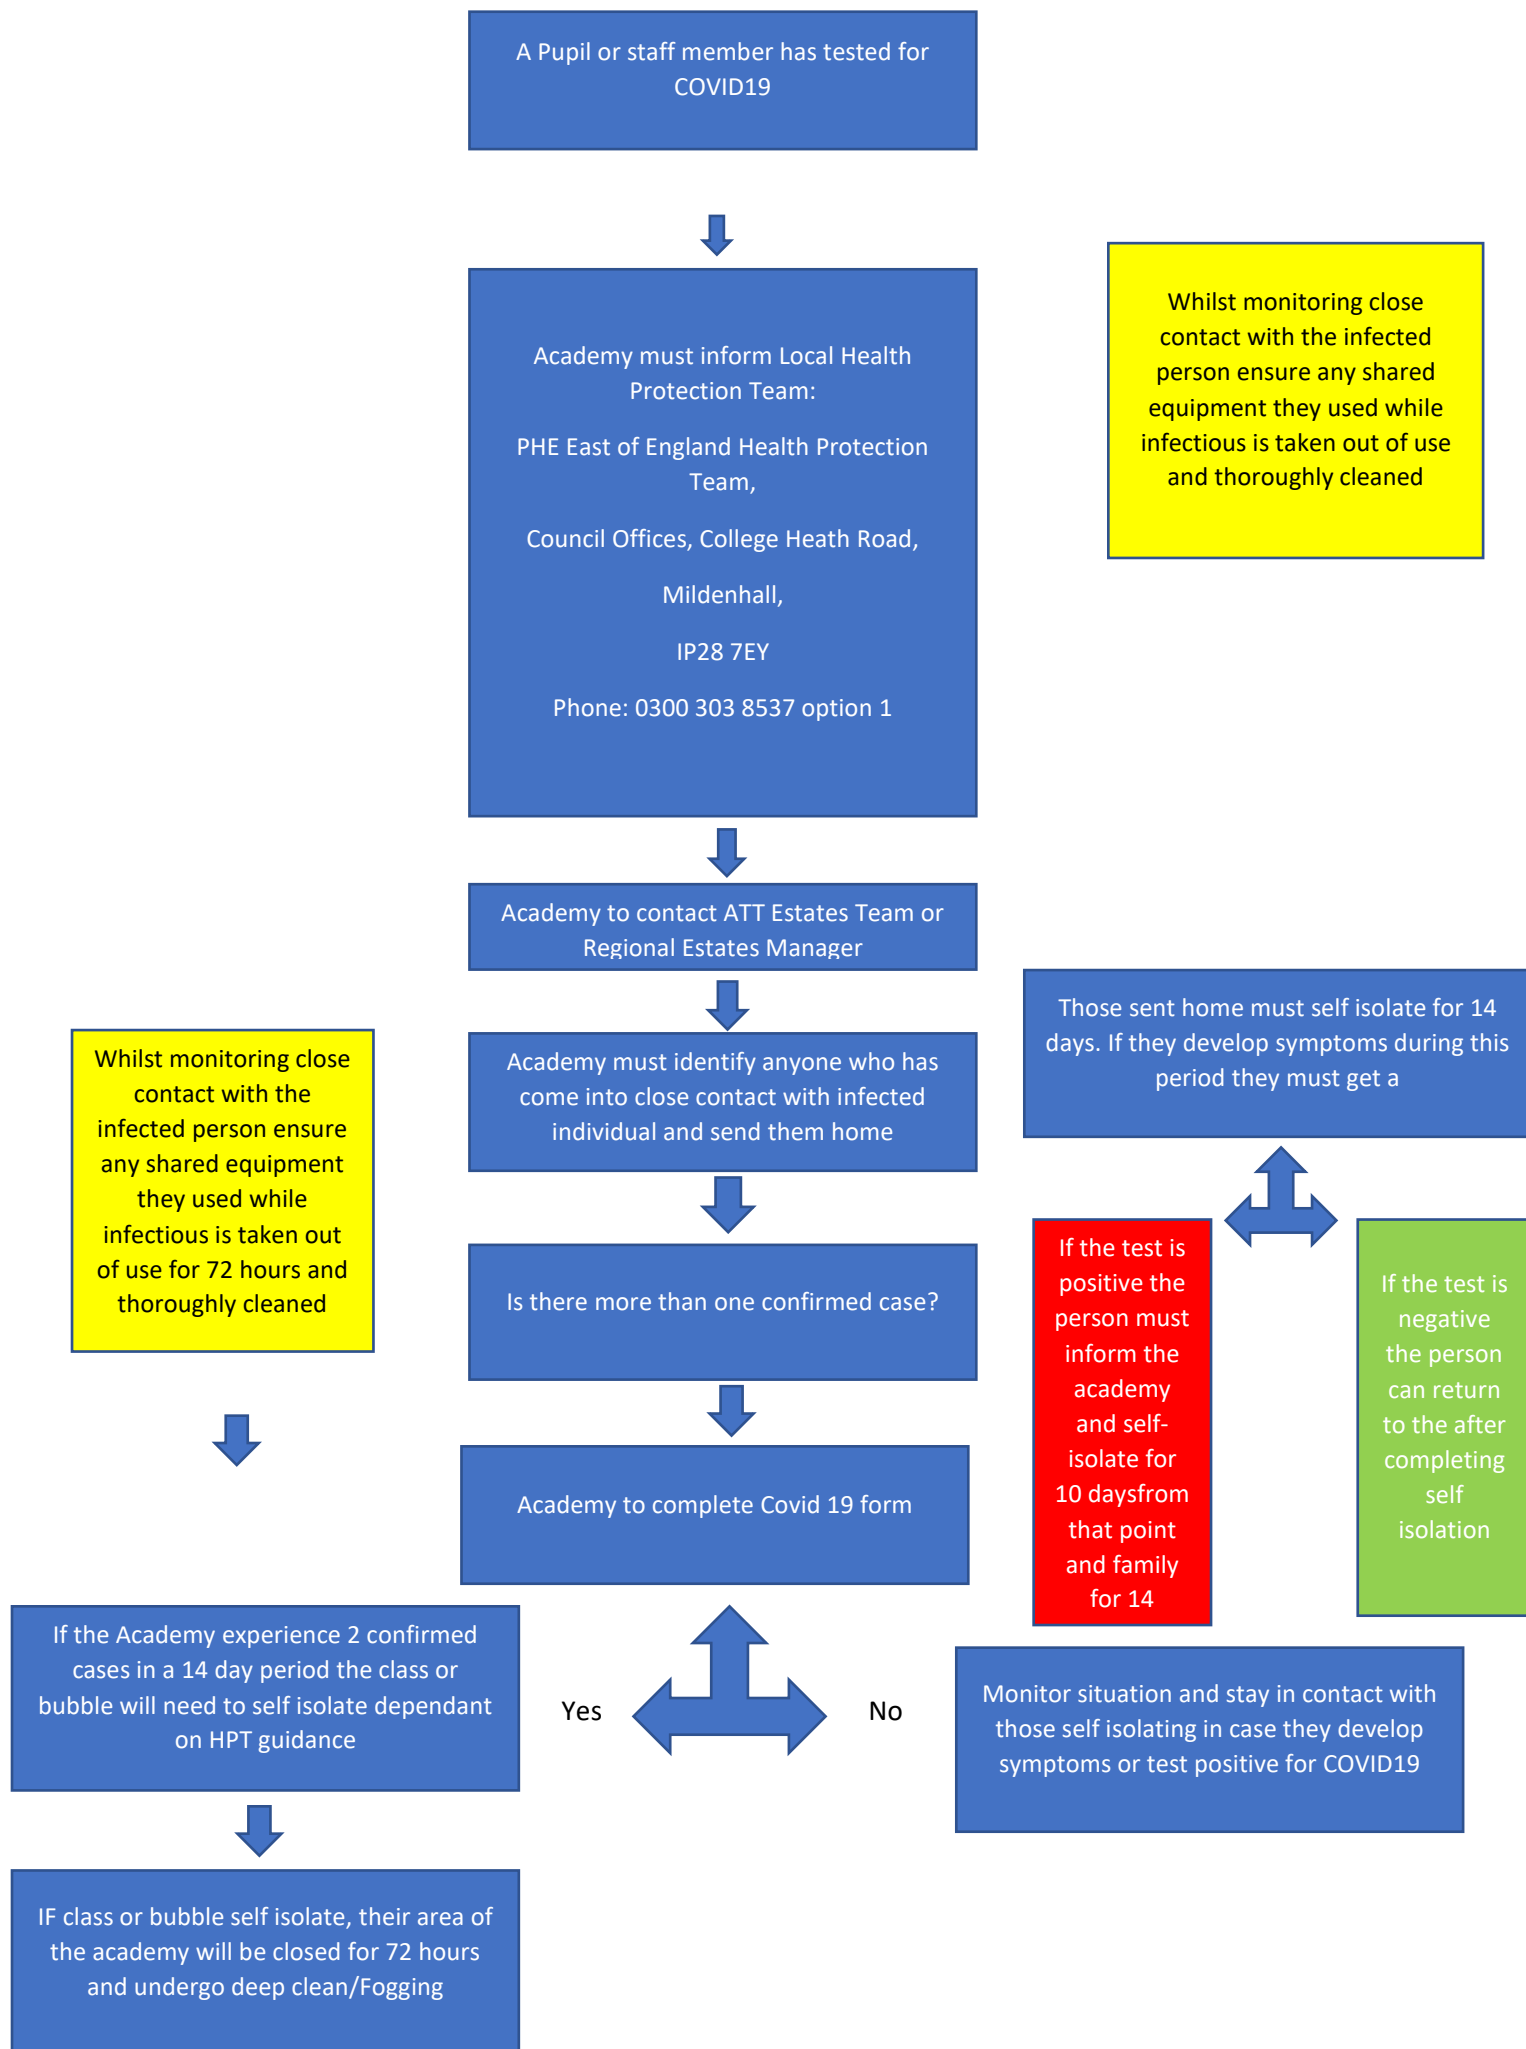 A Pupil or staff member has tested for
COVID19
Whilst monitoring close
contact with the infected
person ensure any shared
equipment they used while
infectious is taken out of use
and thoroughly cleaned
Academy must inform Local Health
Protection Team:
PHE East of England Health Protection
Team,
Council Offices, College Heath Road,
Mildenhall,
IP28 7EY
Phone: 0300 303 8537 option 1
Academy to contact ATT Estates Team or
Regional Estates Manager
Those sent home must self isolate for 14
days. If they develop symptoms during this
period they must get a
Whilst monitoring close
contact with the
infected person ensure
any shared equipment
they used while
infectious is taken out
of use for 72 hours and
thoroughly cleaned
Academy must identify anyone who has
come into close contact with infected
individual and send them home
If the test is
positive the
person must
inform the
academy
and self-
isolate for
10 daysfrom
that point
and family
for 14
If the test is
negative
the person
can return
to the after
completing
self
isolation
Is there more than one confirmed case?
Academy to complete Covid 19 form
If the Academy experience 2 confirmed
cases in a 14 day period the class or
bubble will need to self isolate dependant
on HPT guidance
Yes
No
Monitor situation and stay in contact with
those self isolating in case they develop
symptoms or test positive for COVID19
IF class or bubble self isolate, their area of
the academy will be closed for 72 hours
and undergo deep clean/Fogging